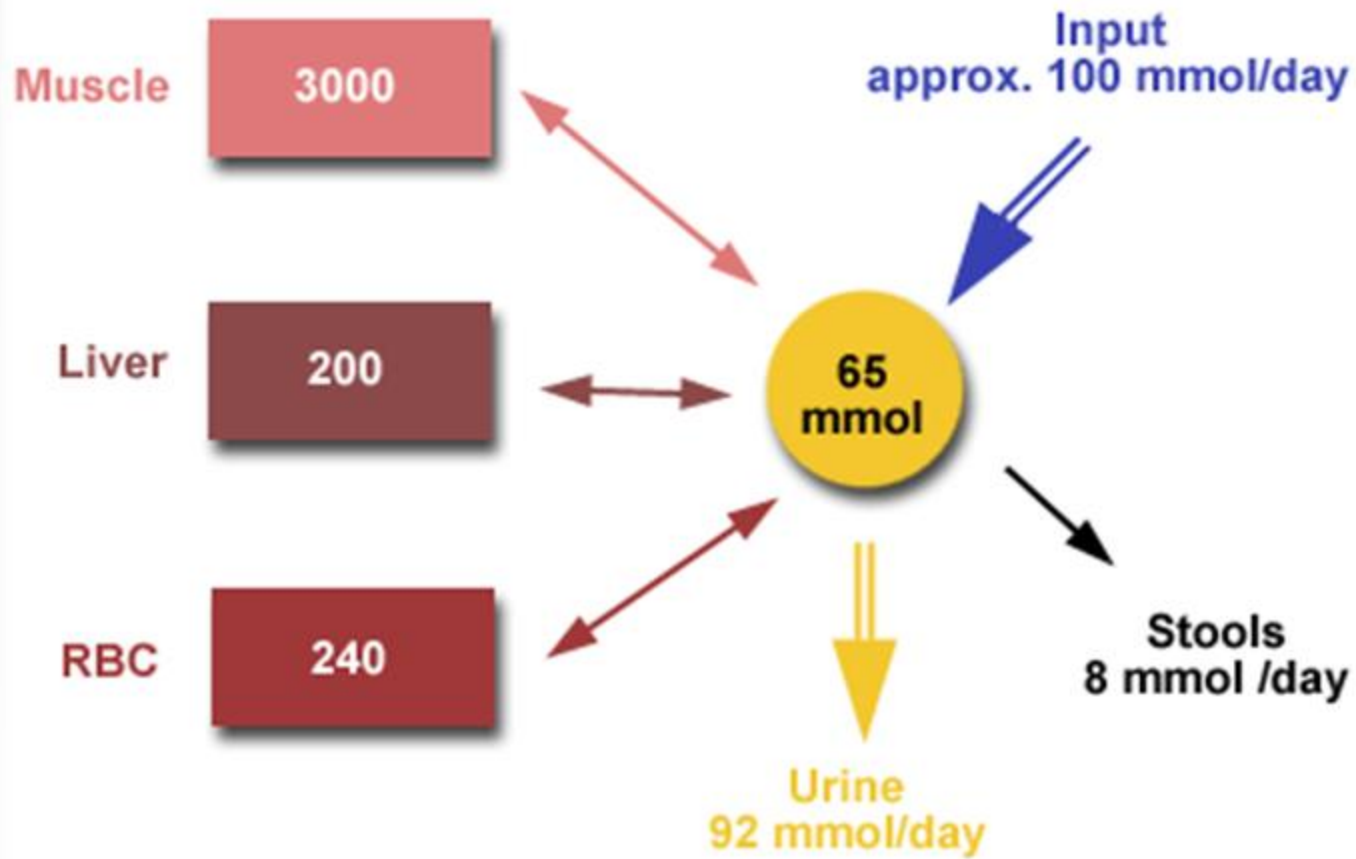 Input
approx. 100 mmol/day
Muscle
3000
Liver
200
65
mmol
RBC
240
Stools
8 mmol /day
Urine
92 mmol/day